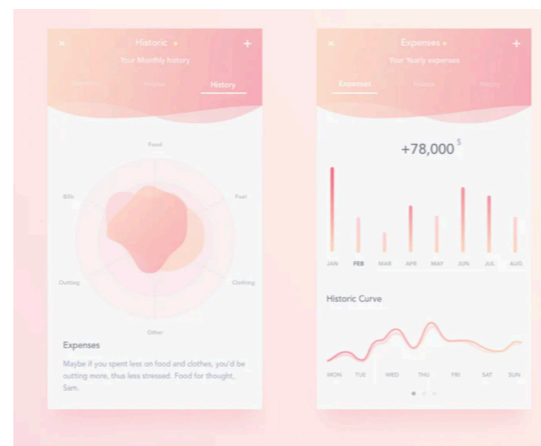 Historic
Your Monthly history
History
Food
Bills
Fuel
Outting
Clothing
Other
Expenses
Maybe if you spent less on food and clothes, you'd be
outting more, thus less stressed. Food for thought,
Sam.
Expenses
Your Yearly expenses
Expenses
+78,000 $
JAN FEB MAR APR MAY JUN JUL AUG
Historic Curve
MON TUE WED THU FRI SAT SUN